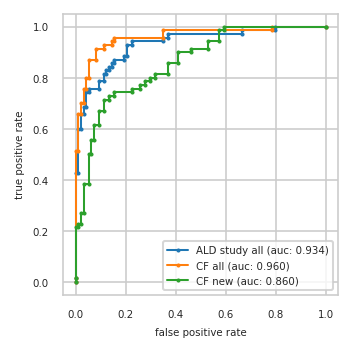 1.0
0.8
0.6
0.4
0.2
0.0
true positive rate
ALD study all (auc: 0.934)
CF all (auc: 0.960)
CF new (auc: 0.860)
0.0 0.2 0.4 0.6 0.8 1.0
false positive rate